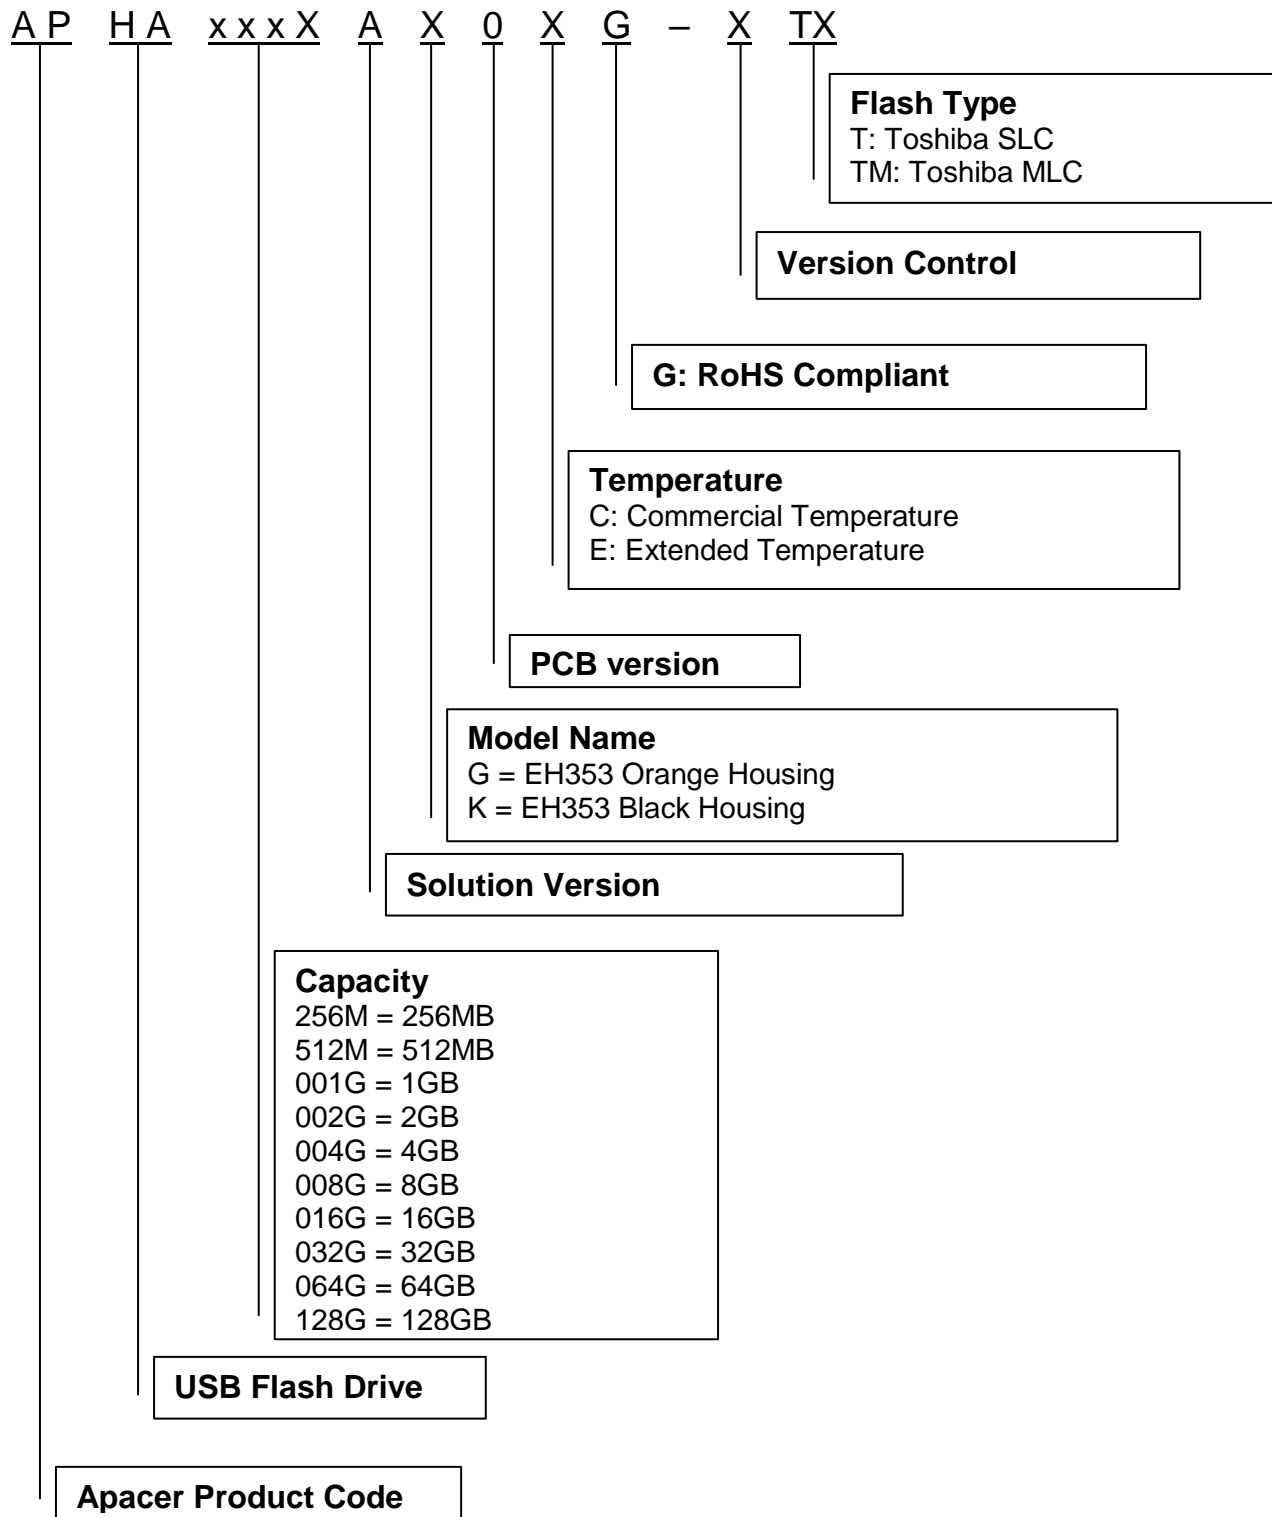 A P H A x x x X A X 0 X G – X TX
Flash Type
T: Toshiba SLC
TM: Toshiba MLC
Version Control
G: RoHS Compliant
Temperature
C: Commercial Temperature
E: Extended Temperature
PCB version
Model Name
G = EH353 Orange Housing
K = EH353 Black Housing
Solution Version
Capacity
256M = 256MB
512M = 512MB
001G = 1GB
002G = 2GB
004G = 4GB
008G = 8GB
016G = 16GB
032G = 32GB
064G = 64GB
128G = 128GB
USB Flash Drive
Apacer Product Code